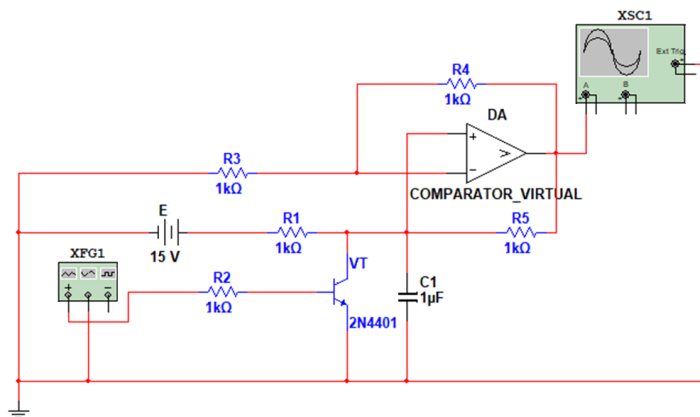 XSC1
Ext Trig
+
A
B
+ −
+ −
R4
1kΩ
DA
+
−
>
COMPARATOR_VIRTUAL
R3
1kΩ
E
15 V
R1
1kΩ
R5
1kΩ
XFG1
+ −
R2
1kΩ
VT
2N4401
C1
1µF